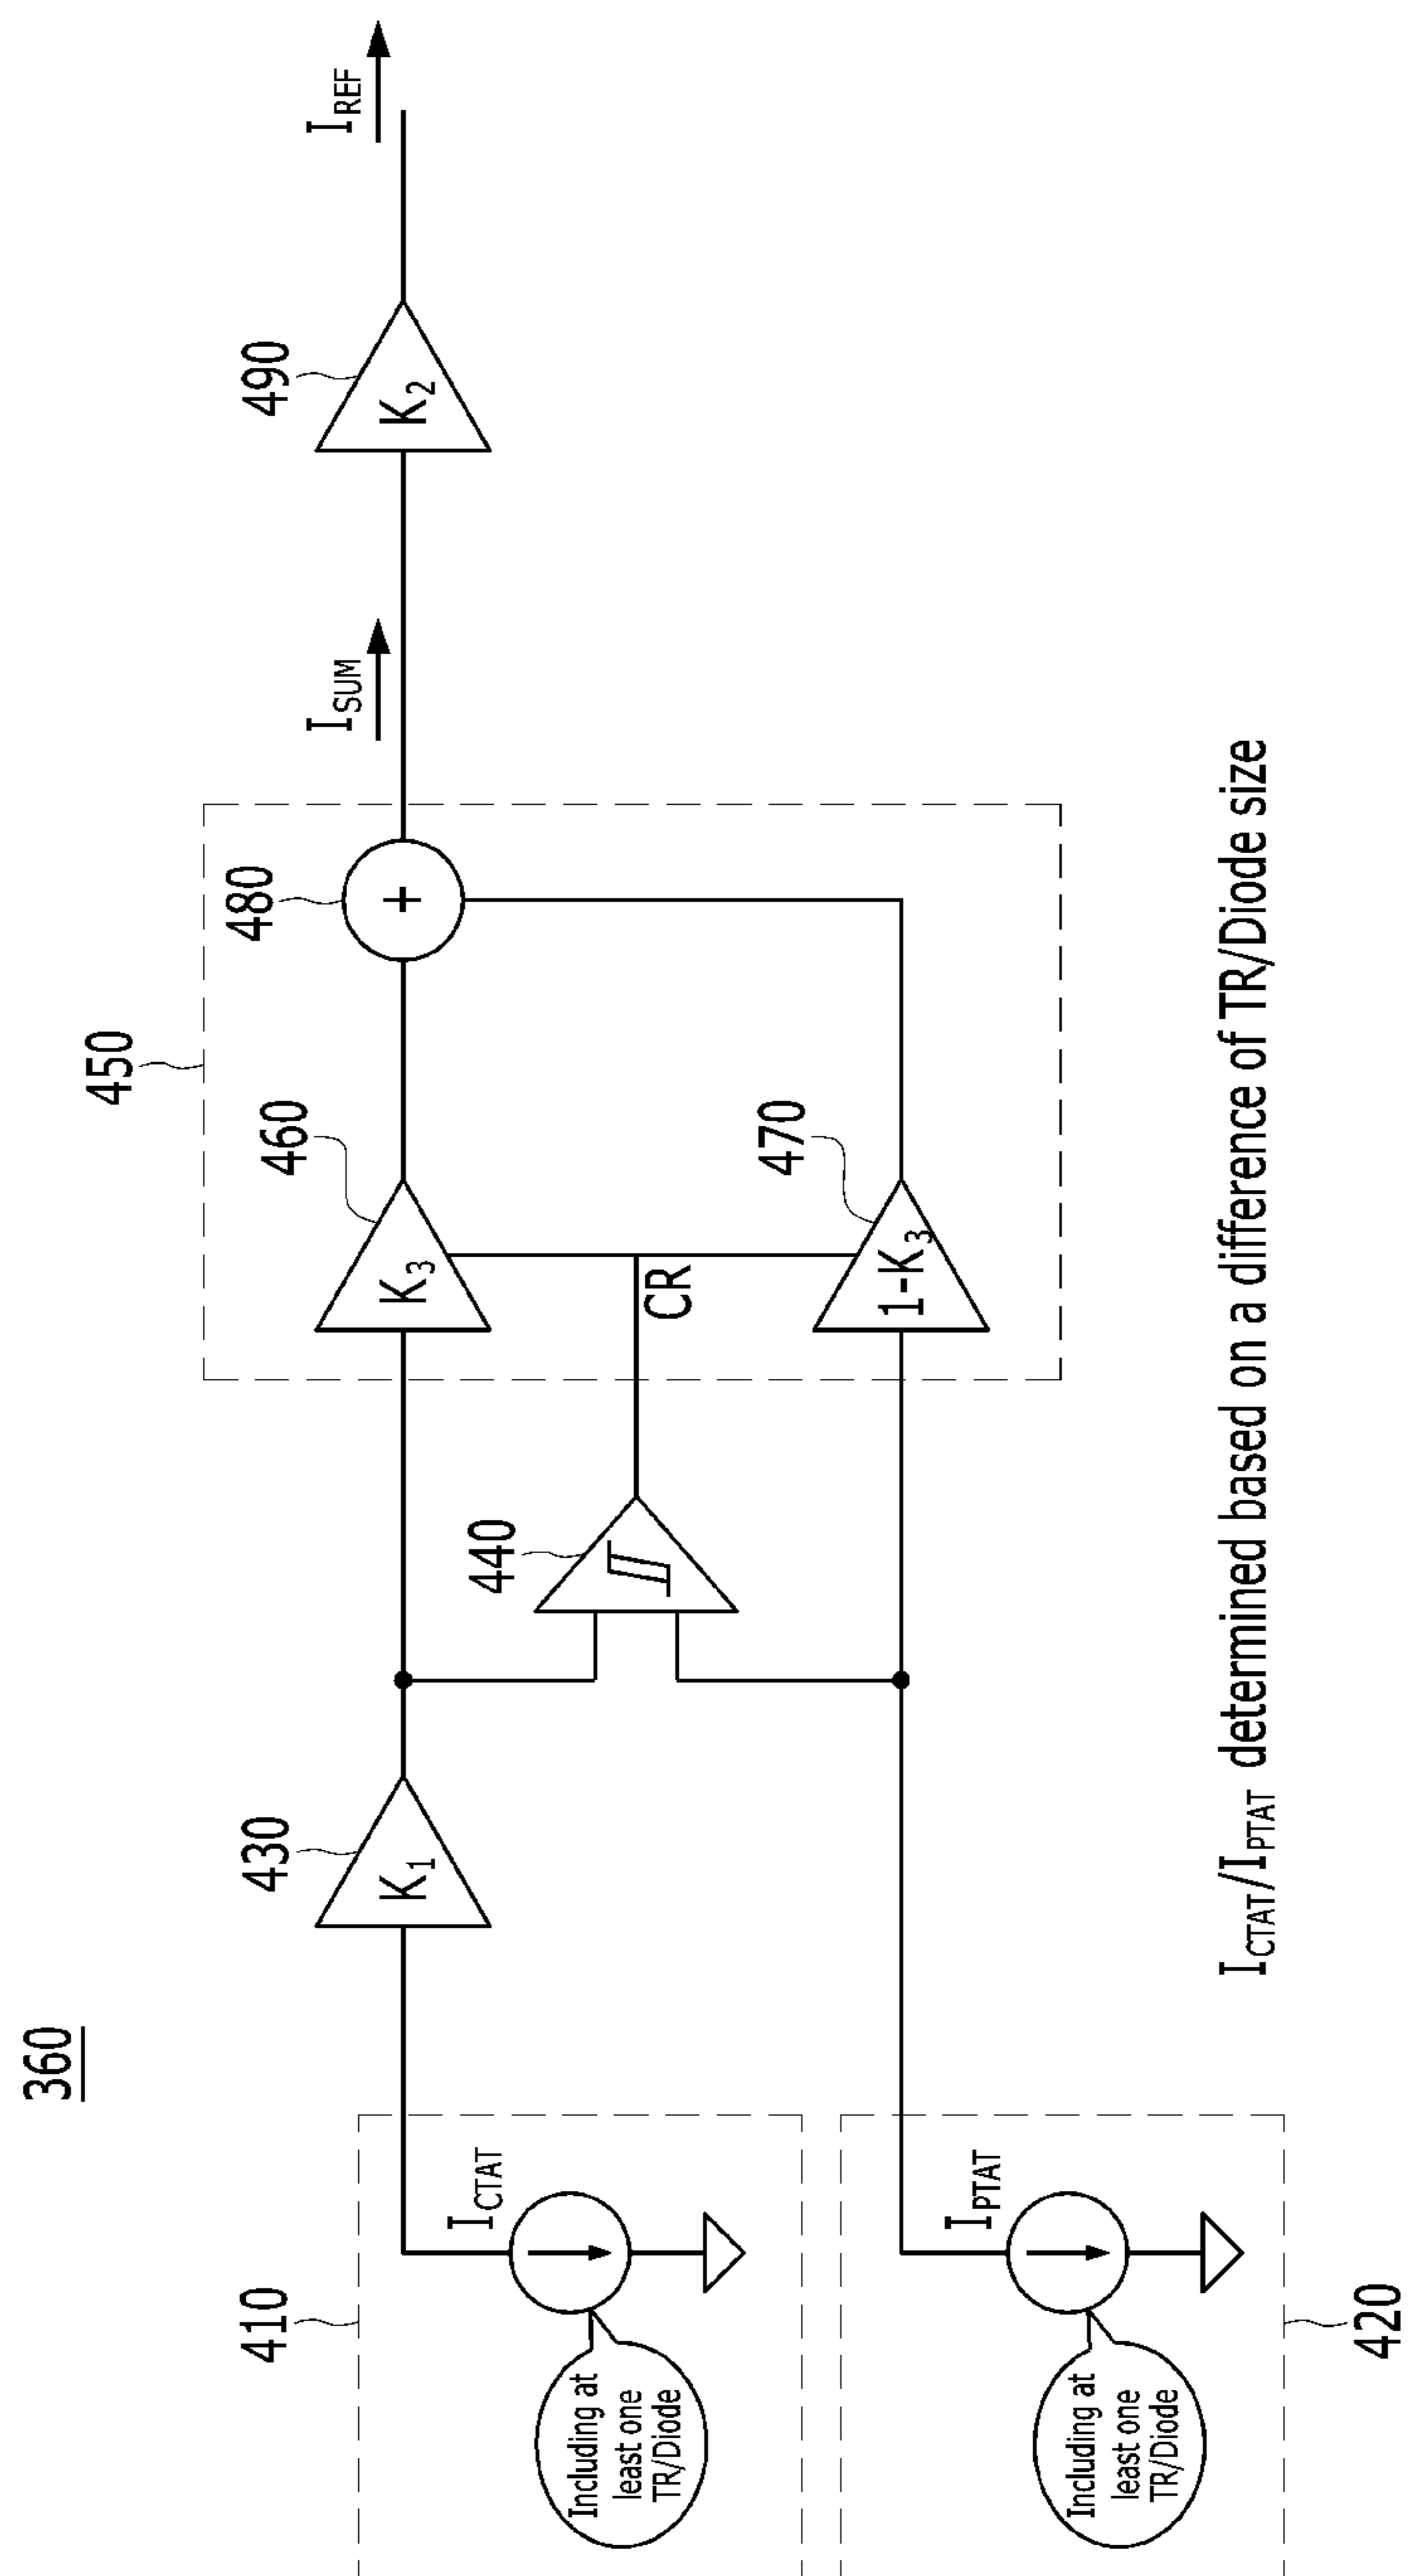 360
410
I_CTAT
Including at
least one
TR/Diode
420
I_PTAT
Including at
least one
TR/Diode
430
K_1
440
450
460
K_3
CR
470
1-K_3
480
+
I_SUM
490
K_2
I_REF
I_CTAT/I_PTAT determined based on a difference of TR/Diode size